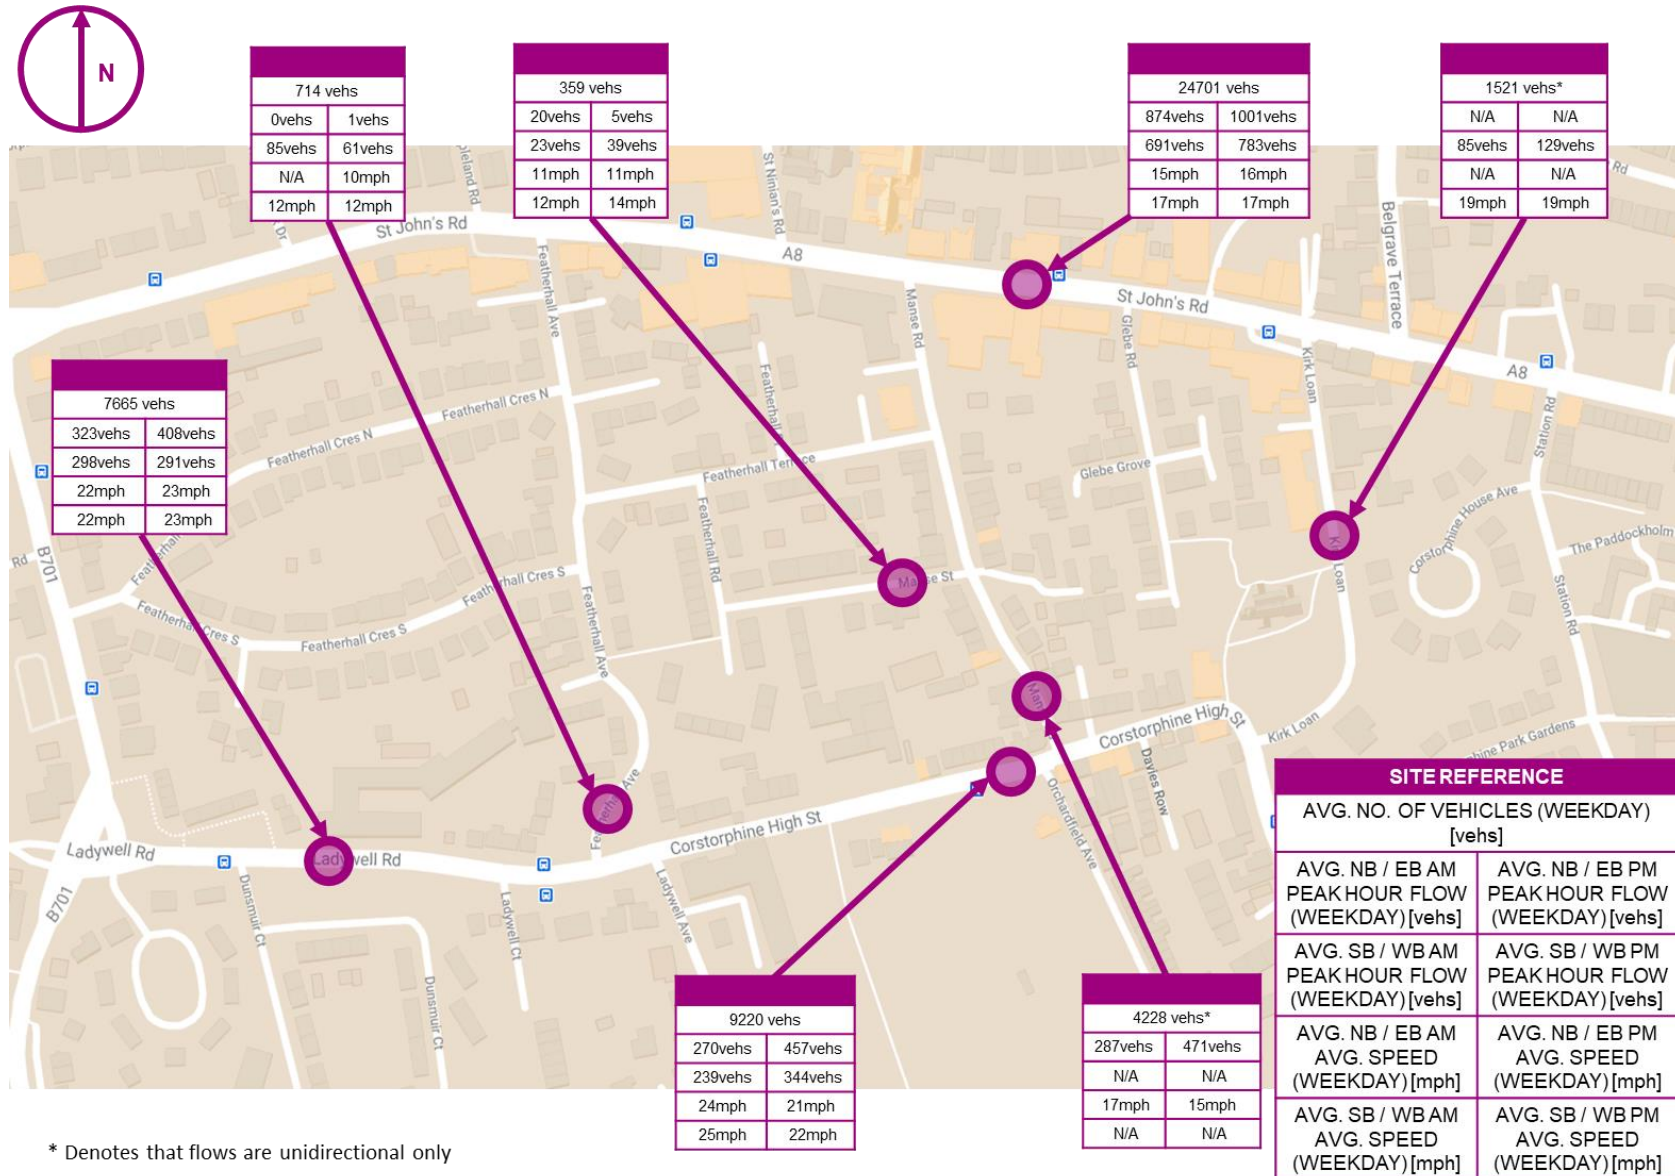 N
714 vehs
0vehs 1vehs
85vehs 61vehs
N/A 10mph
12mph 12mph
359 vehs
20vehs 5vehs
23vehs 39vehs
11mph 11mph
12mph 14mph
24701 vehs
874vehs 1001vehs
691vehs 783vehs
15mph 16mph
17mph 17mph
1521 vehs*
N/A N/A
85vehs 129vehs
N/A N/A
19mph 19mph
7665 vehs
323vehs 408vehs
298vehs 291vehs
22mph 23mph
22mph 23mph
St John's Rd
St Ninian's Rd
A8
Dr
Rd
Belgrave Terrace
Featherhall Ave
Manse Rd
St John's Rd
Glebe Rd
Kirk Loan
A8
Station Rd
Featherhall Cres N
Featherhall Cres N
Featherhall Terrace
Glebe Grove
Featherhall Rd
Corstorphine House Ave
The Paddockholm
B701
Rd
Manse St
Loan
Featherhall Cres S
Featherhall Cres S
Featherhall Cres S
Featherhall Ave
Station Rd
Corstorphine High St
Kirk Loan
Park Gardens
Davies Row
Orchardfield Ave
Corstorphine High St
Ladywell Rd
Ladywell Rd
B701
Dunsmuir Ct
Ladywell Ct
Ladywell Ave
Dunsmuir Ct
9220 vehs
270vehs 457vehs
239vehs 344vehs
24mph 21mph
25mph 22mph
4228 vehs*
287vehs 471vehs
N/A N/A
17mph 15mph
N/A N/A
SITE REFERENCE
AVG. NO. OF VEHICLES (WEEKDAY)
[vehs]
AVG. NB / EB AM
PEAK HOUR FLOW
(WEEKDAY) [vehs]
AVG. NB / EB PM
PEAK HOUR FLOW
(WEEKDAY) [vehs]
AVG. SB / WB AM
PEAK HOUR FLOW
(WEEKDAY) [vehs]
AVG. SB / WB PM
PEAK HOUR FLOW
(WEEKDAY) [vehs]
AVG. NB / EB AM
AVG. SPEED
(WEEKDAY) [mph]
AVG. NB / EB PM
AVG. SPEED
(WEEKDAY) [mph]
AVG. SB / WB AM
AVG. SPEED
(WEEKDAY) [mph]
AVG. SB / WB PM
AVG. SPEED
(WEEKDAY) [mph]
* Denotes that flows are unidirectional only